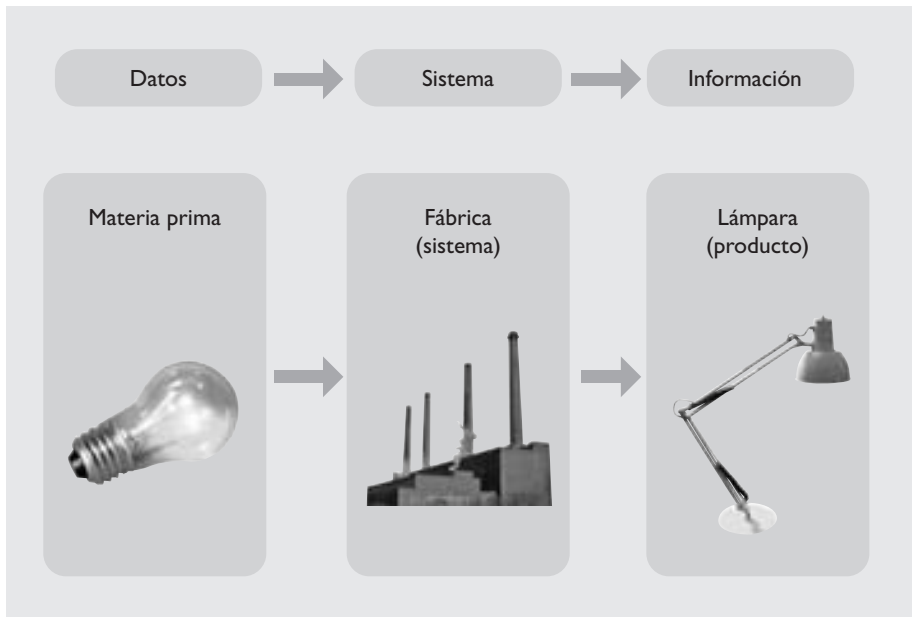 Datos
Sistema
Información
Materia prima
Fábrica
(sistema)
Lámpara
(producto)